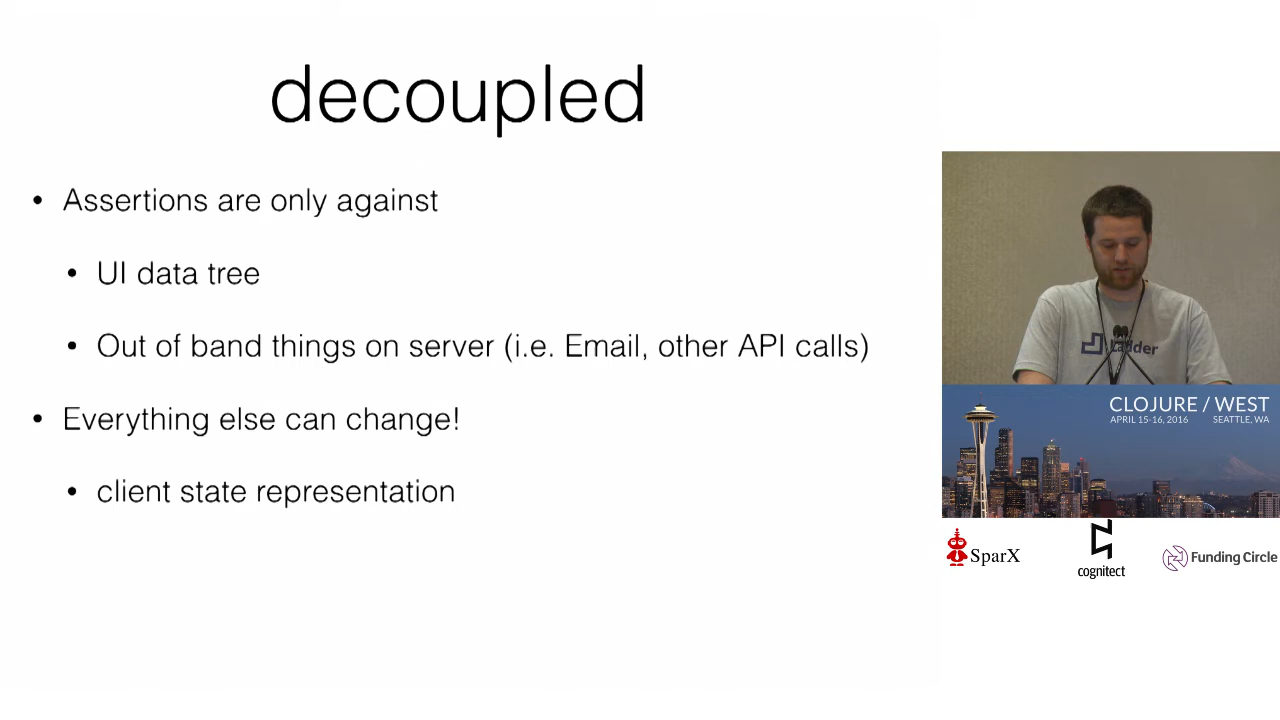 decoupled
• Assertions are only against
• UI data tree
• Out of band things on server (i.e. Email, other API calls)
• Everything else can change!
• client state representation
Ladder
CLOJURE / WEST
APRIL 15-16, 2016 SEATTLE, WA
SparX
cognitect
Funding Circle